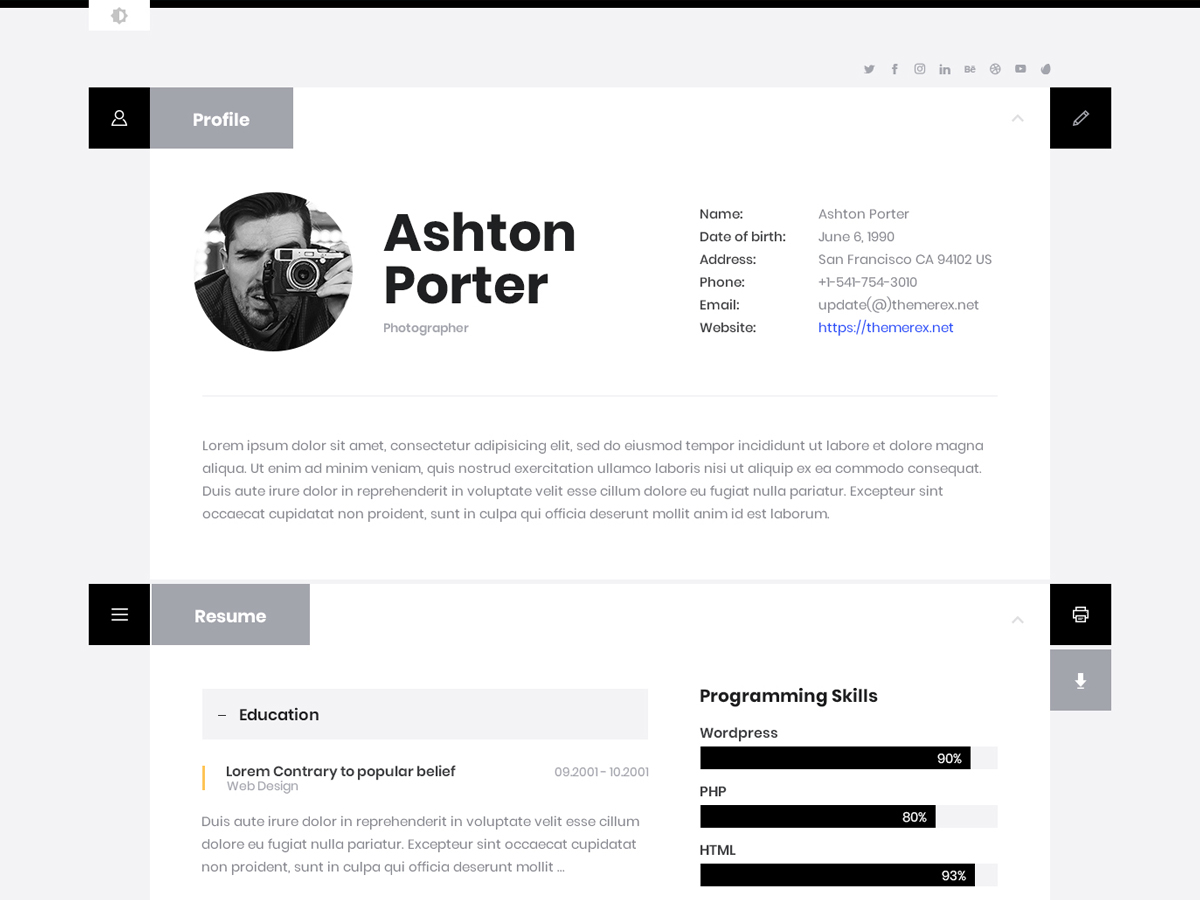 Profile
Ashton
Porter
Photographer
Name: Ashton Porter
Date of birth: June 6, 1990
Address: San Francisco CA 94102 US
Phone: +1-541-754-3010
Email: update(@)themerex.net
Website: https://themerex.net
Lorem ipsum dolor sit amet, consectetur adipisicing elit, sed do eiusmod tempor incididunt ut labore et dolore magna
aliqua. Ut enim ad minim veniam, quis nostrud exercitation ullamco laboris nisi ut aliquip ex ea commodo consequat.
Duis aute irure dolor in reprehenderit in voluptate velit esse cillum dolore eu fugiat nulla pariatur. Excepteur sint
occaecat cupidatat non proident, sunt in culpa qui officia deserunt mollit anim id est laborum.
Resume
– Education
Lorem Contrary to popular belief 09.2001 - 10.2001
Web Design
Duis aute irure dolor in reprehenderit in voluptate velit esse cillum
dolore eu fugiat nulla pariatur. Excepteur sint occaecat cupidatat
non proident, sunt in culpa qui officia deserunt mollit ...
Programming Skills
Wordpress
90%
PHP
80%
HTML
93%